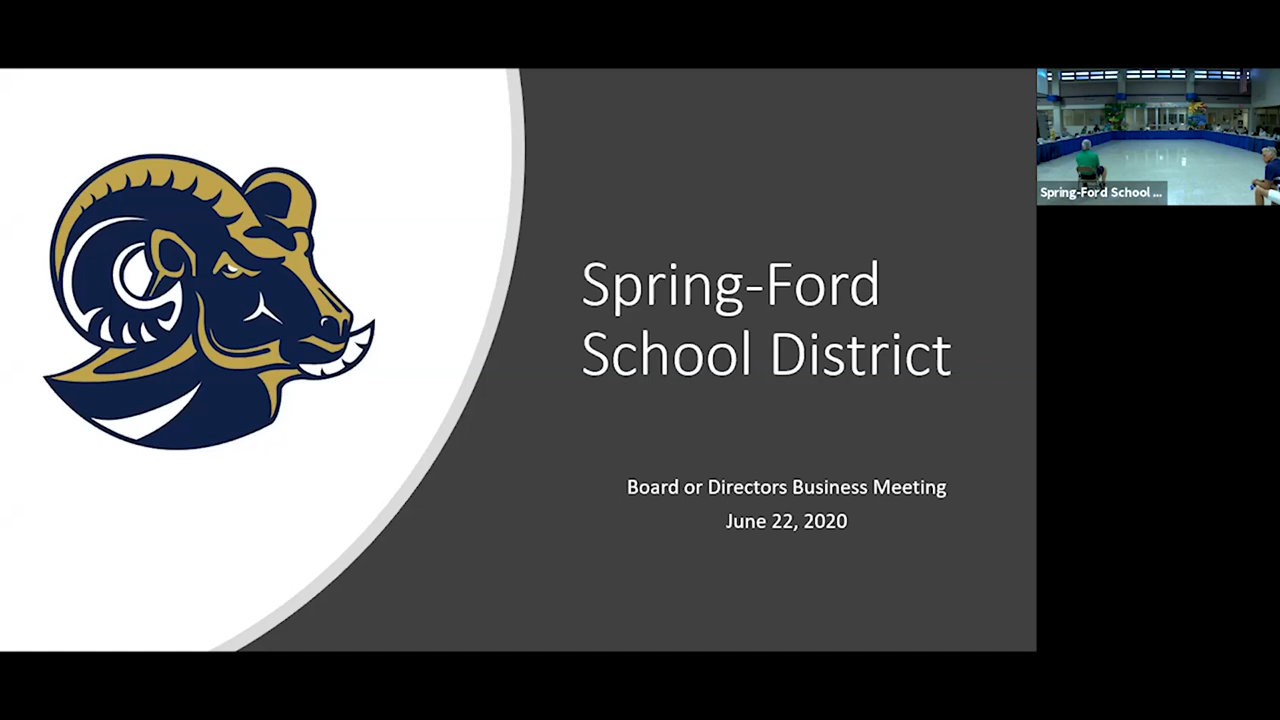 Spring-Ford
School District
Board or Directors Business Meeting
June 22, 2020
Spring-Ford School ...